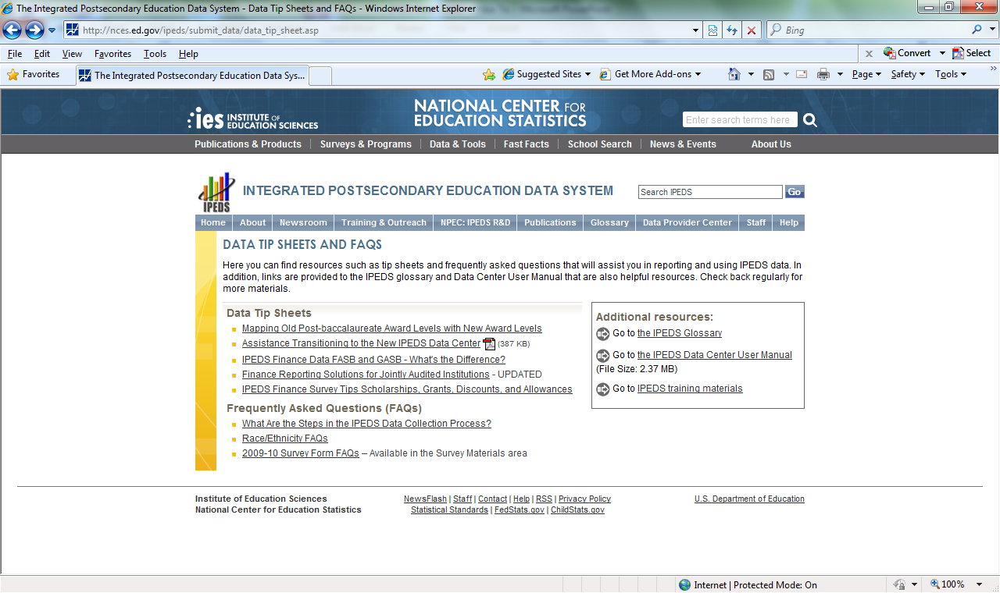 The Integrated Postsecondary Education Data System - Data Tip Sheets and FAQs - Windows Internet Explorer
http://nces.ed.gov/ipeds/submit_data/data_tip_sheet.asp
Bing
File Edit View Favorites Tools Help
Convert Select
Favorites The Integrated Postsecondary Education Data Sys... Suggested Sites Get More Add-ons Page Safety Tools
ies INSTITUTE OF EDUCATION SCIENCES
NATIONAL CENTER FOR
EDUCATION STATISTICS
Enter search terms here
Publications & Products Surveys & Programs Data & Tools Fast Facts School Search News & Events About Us
IPEDS
INTEGRATED POSTSECONDARY EDUCATION DATA SYSTEM
Search IPEDS Go
Home About Newsroom Training & Outreach NPEC: IPEDS R&D Publications Glossary Data Provider Center Staff Help
DATA TIP SHEETS AND FAQS
Here you can find resources such as tip sheets and frequently asked questions that will assist you in reporting and using IPEDS data. In
addition, links are provided to the IPEDS glossary and Data Center User Manual that are also helpful resources. Check back regularly for
more materials.
Data Tip Sheets
Mapping Old Post-baccalaureate Award Levels with New Award Levels
Assistance Transitioning to the New IPEDS Data Center (387 KB)
IPEDS Finance Data FASB and GASB - What's the Difference?
Finance Reporting Solutions for Jointly Audited Institutions - UPDATED
IPEDS Finance Survey Tips Scholarships, Grants, Discounts, and Allowances
Frequently Asked Questions (FAQs)
What Are the Steps in the IPEDS Data Collection Process?
Race/Ethnicity FAQs
2009-10 Survey Form FAQs – Available in the Survey Materials area
Additional resources:
Go to the IPEDS Glossary
Go to the IPEDS Data Center User Manual
(File Size: 2.37 MB)
Go to IPEDS training materials
Institute of Education Sciences
National Center for Education Statistics
NewsFlash | Staff | Contact | Help | RSS | Privacy Policy
Statistical Standards | FedStats.gov | ChildStats.gov
U.S. Department of Education
Internet | Protected Mode: On 100%